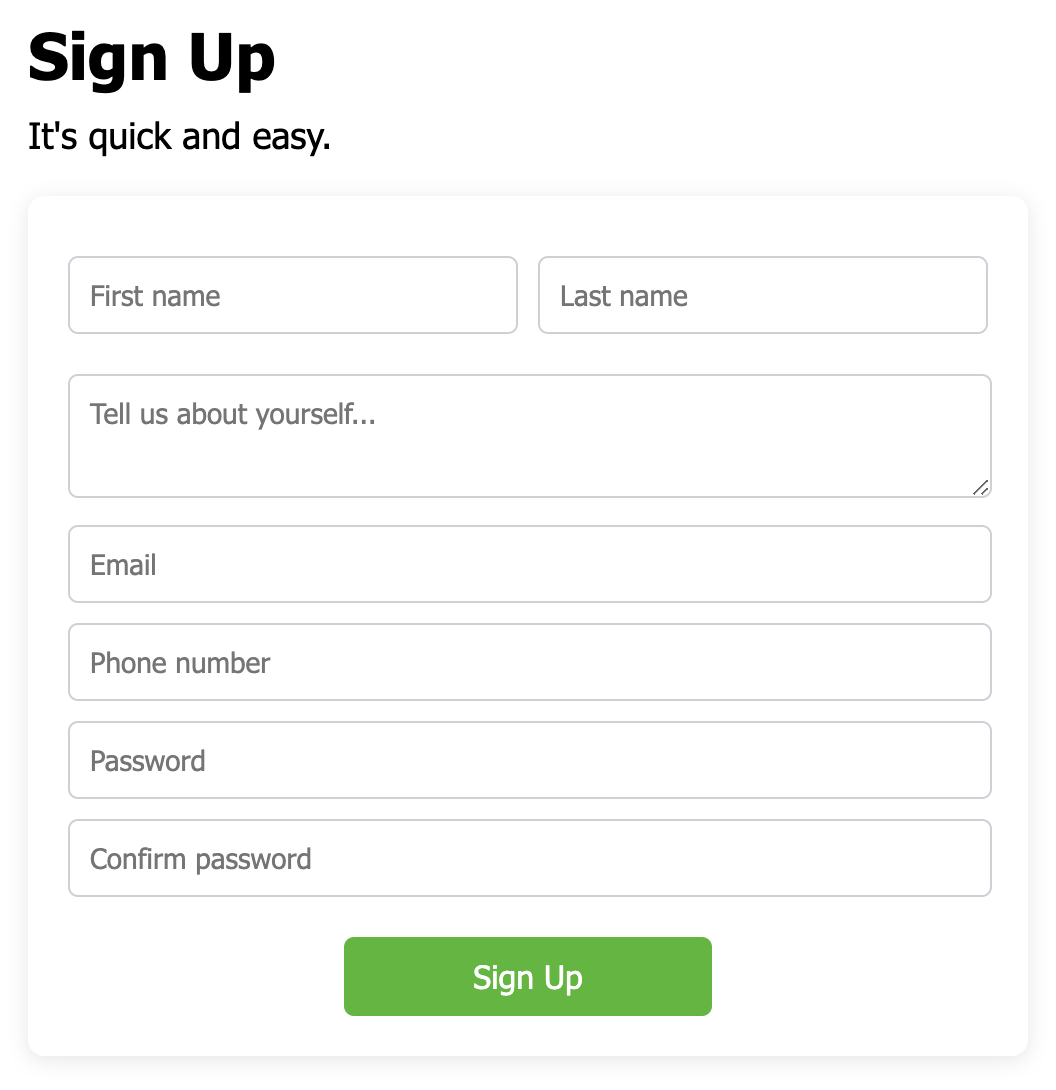 Sign Up
It's quick and easy.
First name Last name
Tell us about yourself...
Email
Phone number
Password
Confirm password
Sign Up